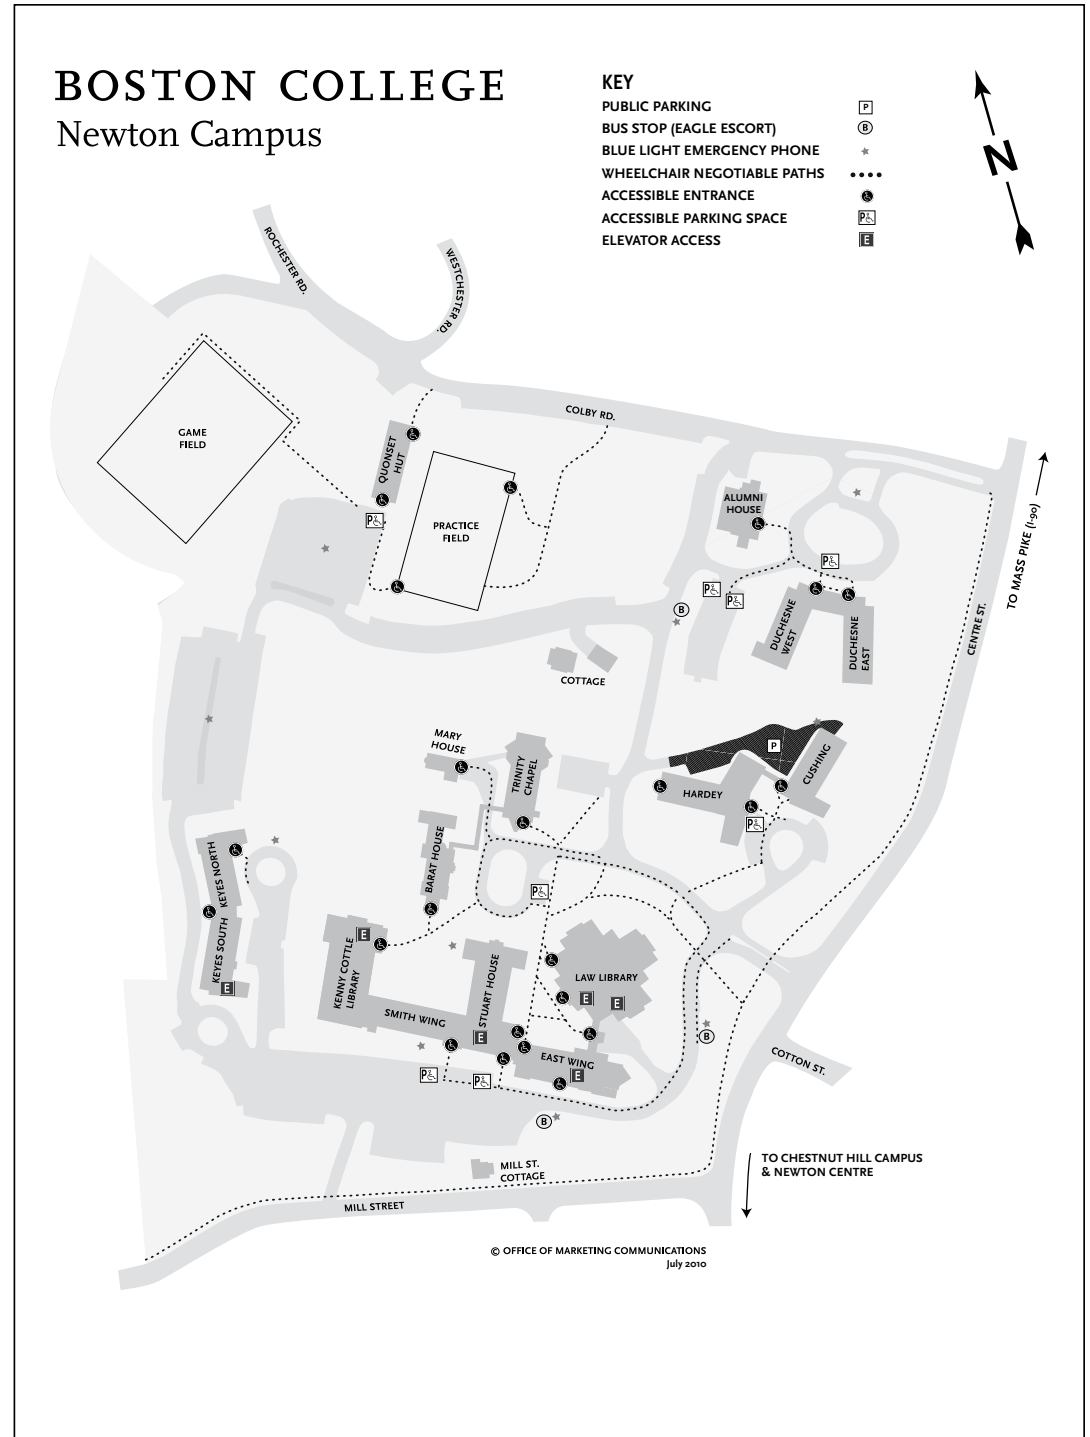 BOSTON COLLEGE
Newton Campus
KEY
PUBLIC PARKING
P
BUS STOP (EAGLE ESCORT)
B
BLUE LIGHT EMERGENCY PHONE
WHEELCHAIR NEGOTIABLE PATHS
ACCESSIBLE ENTRANCE
ACCESSIBLE PARKING SPACE
P
ELEVATOR ACCESS
E
N
ROCHESTER RD.
WESTCHESTER RD.
COLBY RD.
GAME
FIELD
QUONSET
HUT
P
PRACTICE
FIELD
ALUMNI
HOUSE
TO MASS PIKE (I-90)
CENTRE ST.
P
P
P
B
DUCHESNE
WEST
DUCHESNE
EAST
COTTAGE
MARY
HOUSE
TRINITY
CHAPEL
P
CUSHING
HARDEY
P
BARAT HOUSE
KEYES NORTH
KEYES SOUTH
E
P
E
KENNY COTTLE
LIBRARY
STUART HOUSE
LAW LIBRARY
E
E
SMITH WING
E
EAST WING
E
B
P
P
COTTON ST.
B
MILL ST.
COTTAGE
TO CHESTNUT HILL CAMPUS
& NEWTON CENTRE
MILL STREET
© OFFICE OF MARKETING COMMUNICATIONS
July 2010